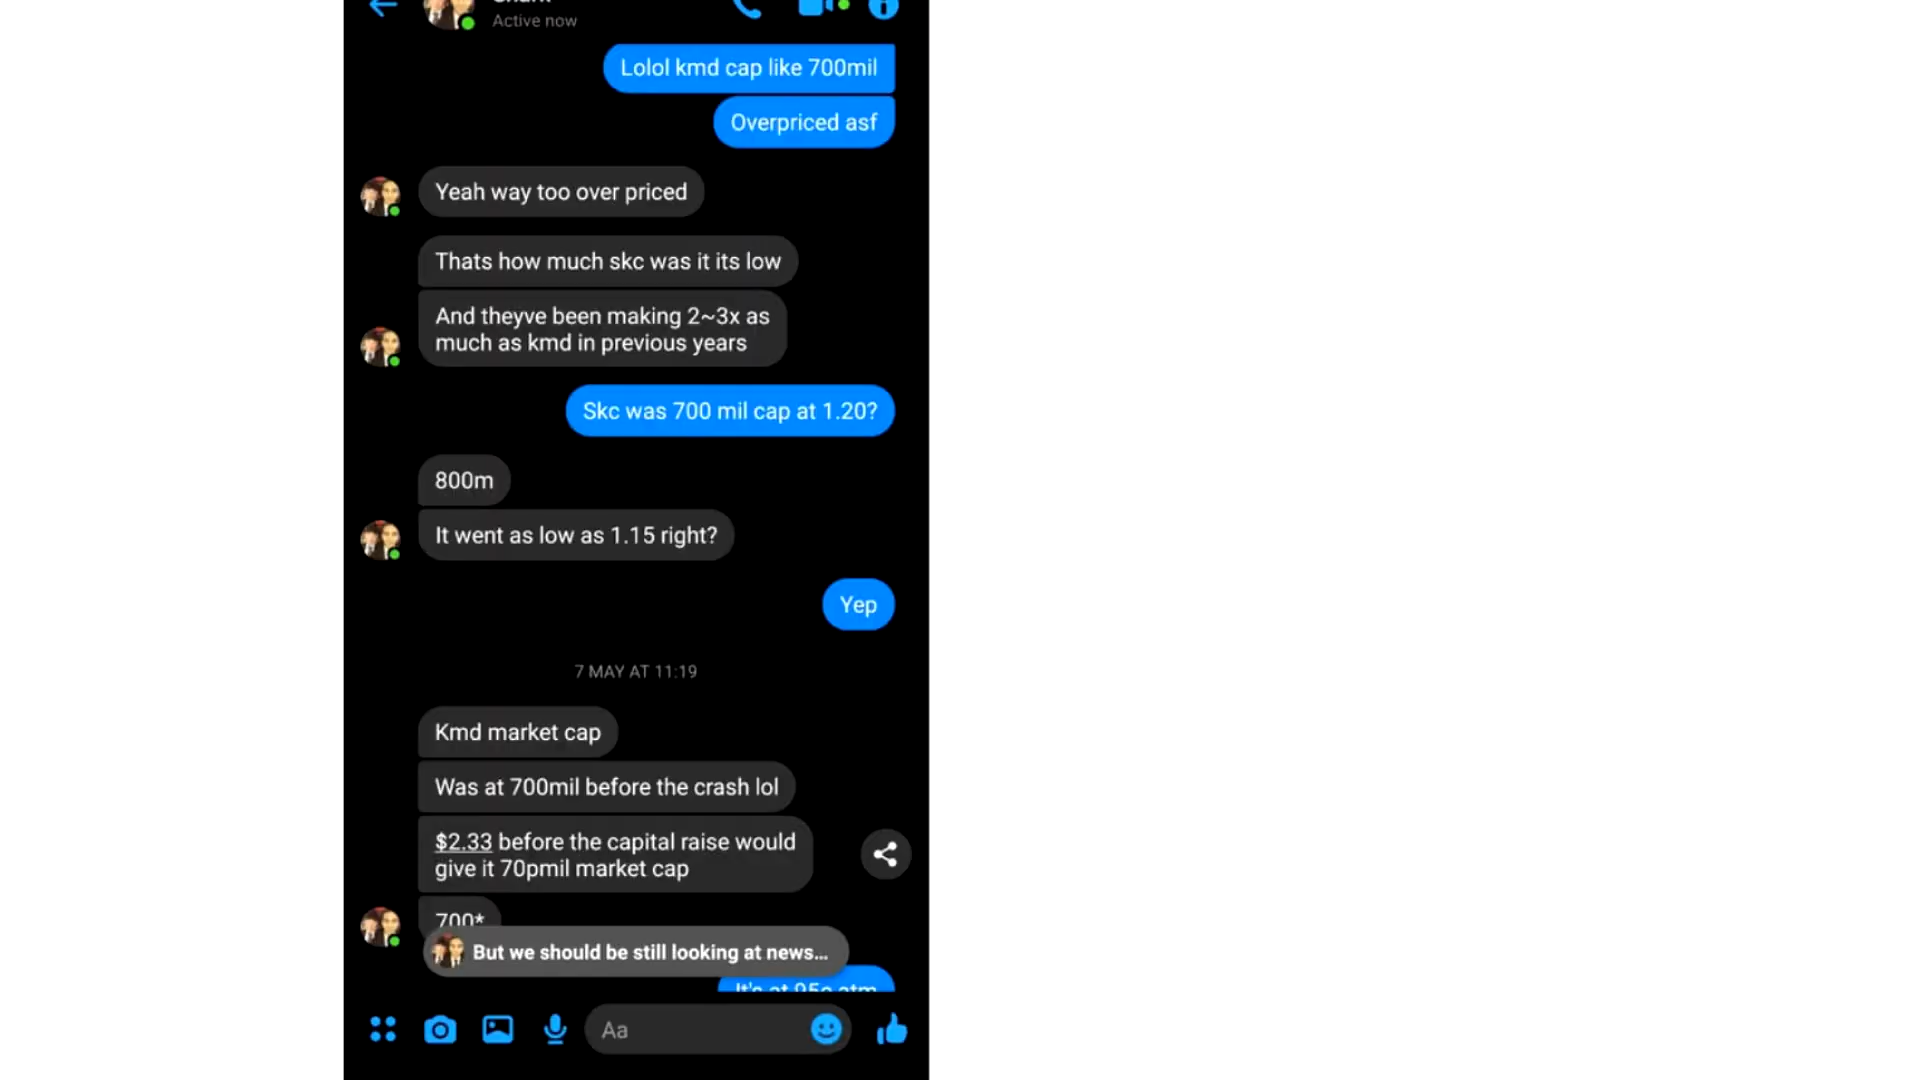 Active now
Lolol kmd cap like 700mil
Overpriced asf
Yeah way too over priced
Thats how much skc was it its low
And theyve been making 2~3x as
much as kmd in previous years
Skc was 700 mil cap at 1.20?
800m
It went as low as 1.15 right?
Yep
7 MAY AT 11:19
Kmd market cap
Was at 700mil before the crash lol
$2.33 before the capital raise would
give it 70pmil market cap
700*
But we should be still looking at news...
It's at 95c atm
Aa